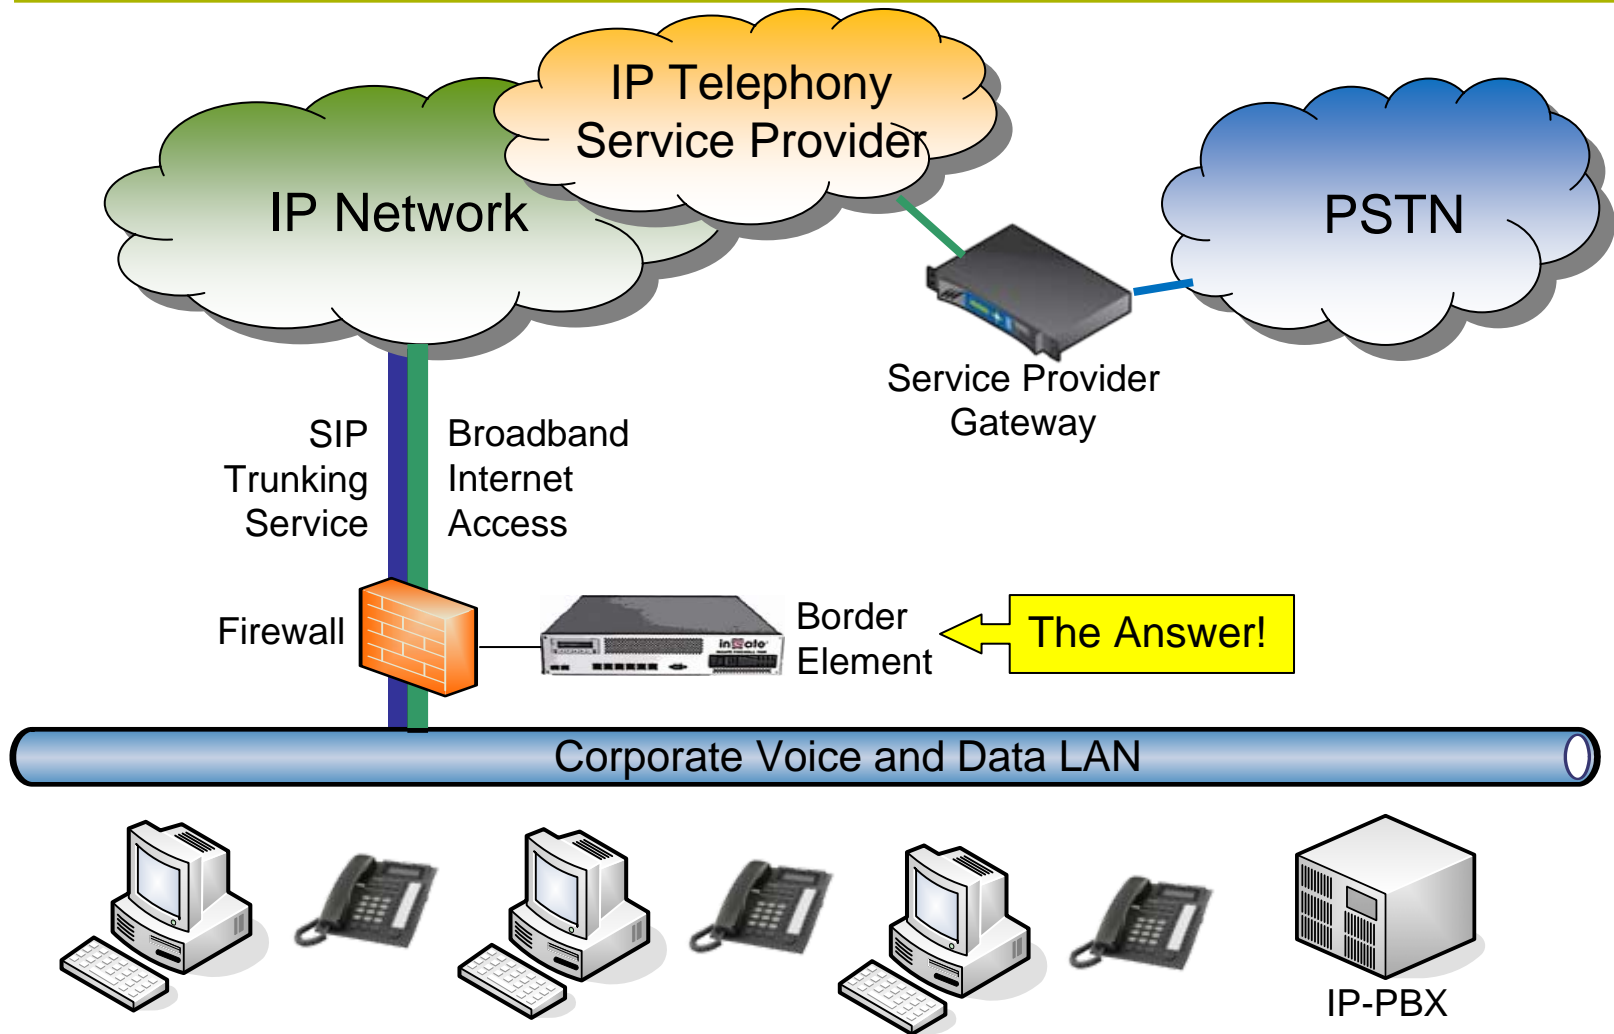 IP Telephony
Service Provider
IP Network
PSTN
Service Provider
Gateway
SIP
Trunking
Service
Broadband
Internet
Access
Firewall
inGate
Border
Element
The Answer!
Corporate Voice and Data LAN
IP-PBX